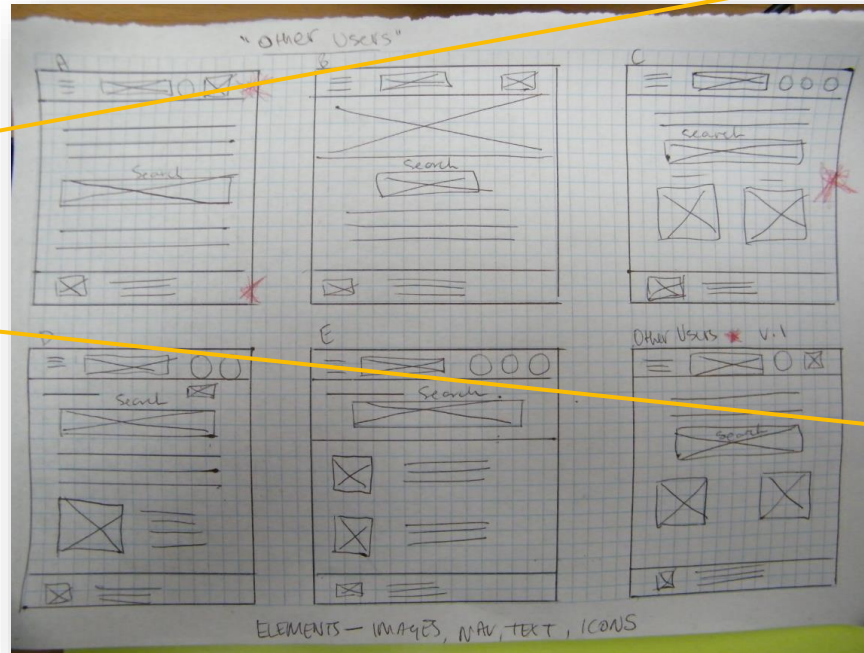 "OTHER USERS"
A
B
C
Search
Search
search
D
E
OTHER USERS V.1
Search
Search
Search
ELEMENTS - IMAGES, NAV, TEXT, ICONS